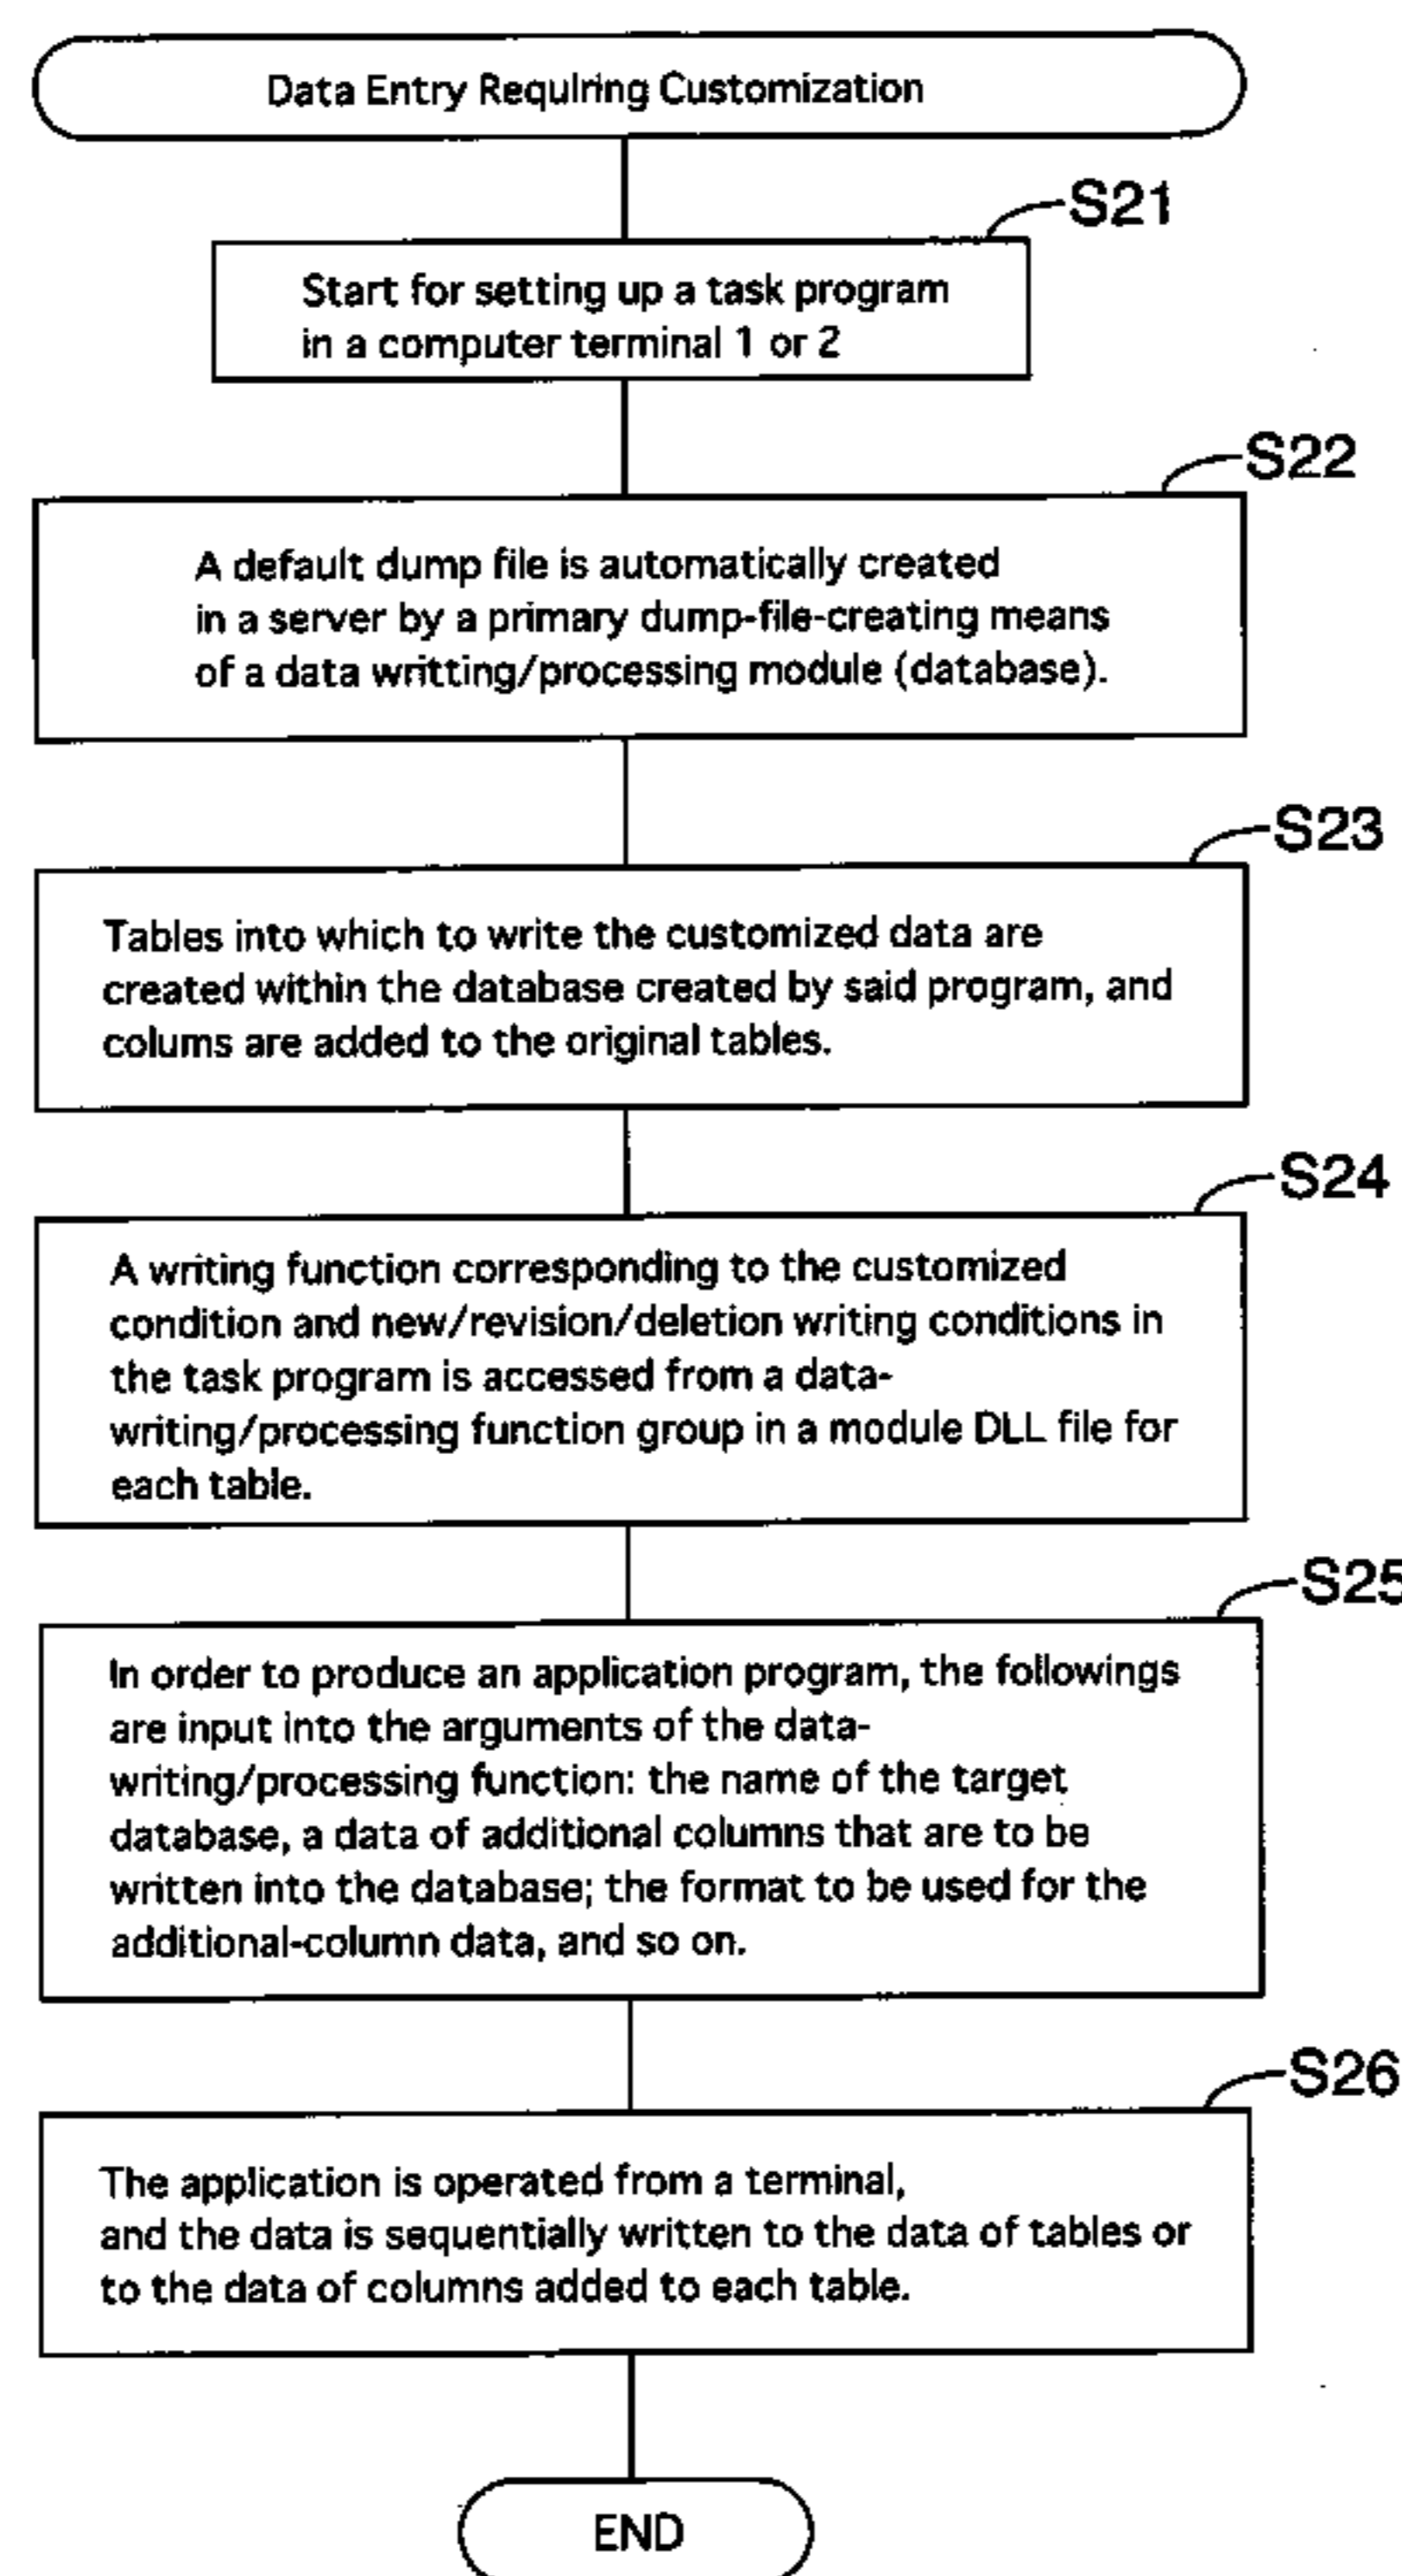 Data Entry Requiring Customization
S21
Start for setting up a task program
in a computer terminal 1 or 2
S22
A default dump file is automatically created
in a server by a primary dump-file-creating means
of a data writting/processing module (database).
S23
Tables into which to write the customized data are
created within the database created by said program, and
colums are added to the original tables.
S24
A writing function corresponding to the customized
condition and new/revision/deletion writing conditions in
the task program is accessed from a data-
writing/processing function group in a module DLL file for
each table.
S25
In order to produce an application program, the followings
are input into the arguments of the data-
writing/processing function: the name of the target
database, a data of additional columns that are to be
written into the database; the format to be used for the
additional-column data, and so on.
S26
The application is operated from a terminal,
and the data is sequentially written to the data of tables or
to the data of columns added to each table.
END